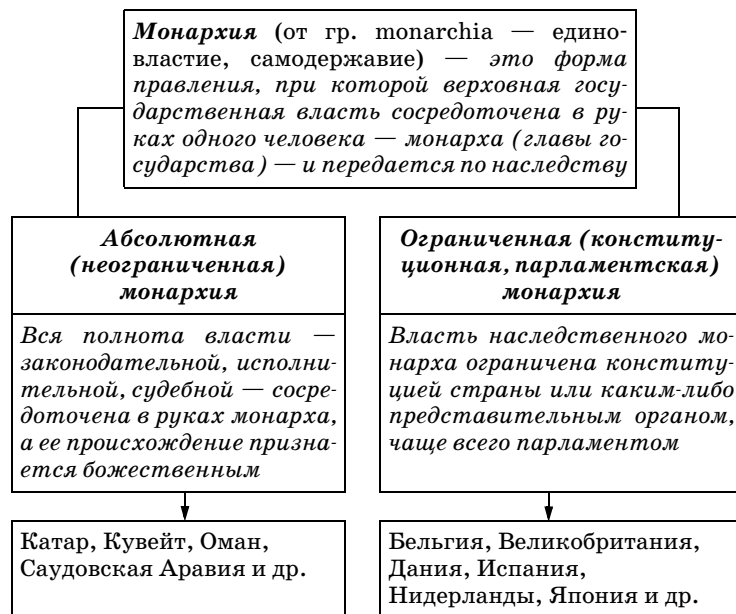 Монархия (от гр. monarchia — едино-
властие, самодержавие) — это форма
правления, при которой верховная госу-
дарственная власть сосредоточена в ру-
ках одного человека — монарха (главы го-
сударства) — и передается по наследству
Абсолютная
(неограниченная)
монархия
Вся полнота власти —
законодательной, исполни-
тельной, судебной — сосре-
доточена в руках монарха,
а ее происхождение призна-
ется божественным
Катар, Кувейт, Оман,
Саудовская Аравия и др.
Ограниченная (конститу-
ционная, парламентская)
монархия
Власть наследственного мо-
нарха ограничена конститу-
цией страны или каким-либо
представительным органом,
чаще всего парламентом
Бельгия, Великобритания,
Дания, Испания,
Нидерланды, Япония и др.